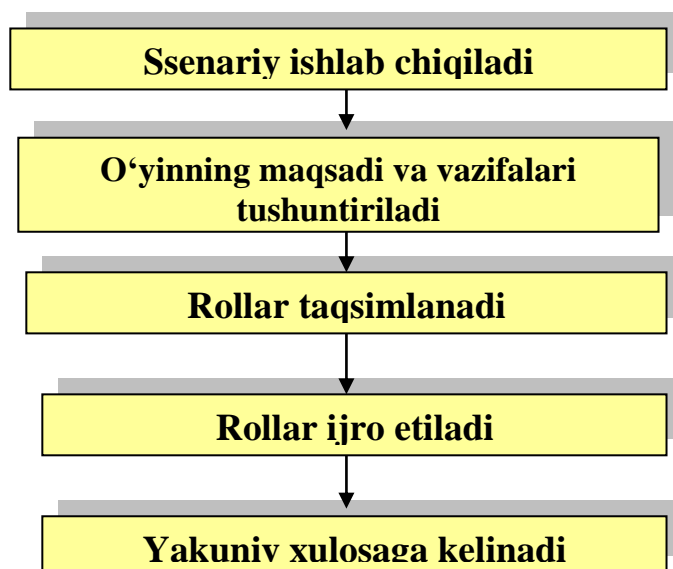 Ssenariy ishlab chiqiladi
O‘yinning maqsadi va vazifalari
tushuntiriladi
Rollar taqsimlanadi
Rollar ijro etiladi
Yakuniy xulosaga kelinadi